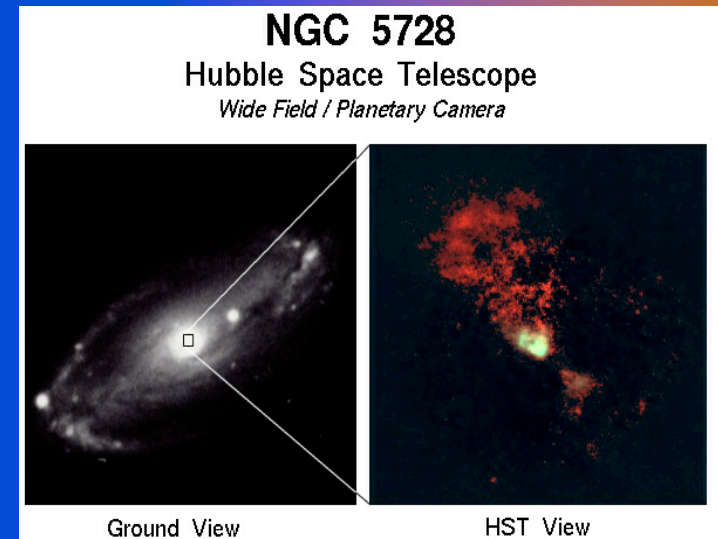 NGC 5728
Hubble Space Telescope
Wide Field / Planetary Camera
Ground View
HST View